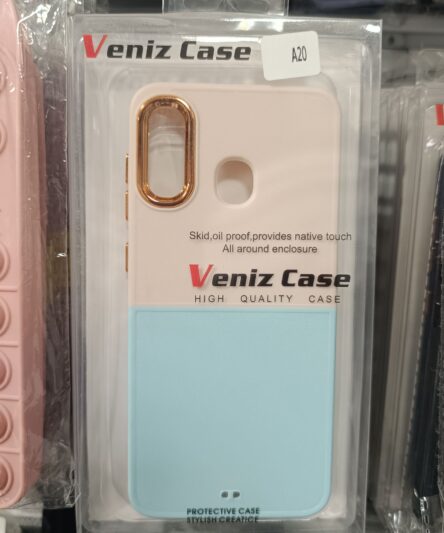 Veniz Case
A20
Skid,oil proof,provides native touch
All around enclosure
Veniz Case
HIGH QUALITY CASE
PROTECTIVE CASE
STYLISH CREATICE